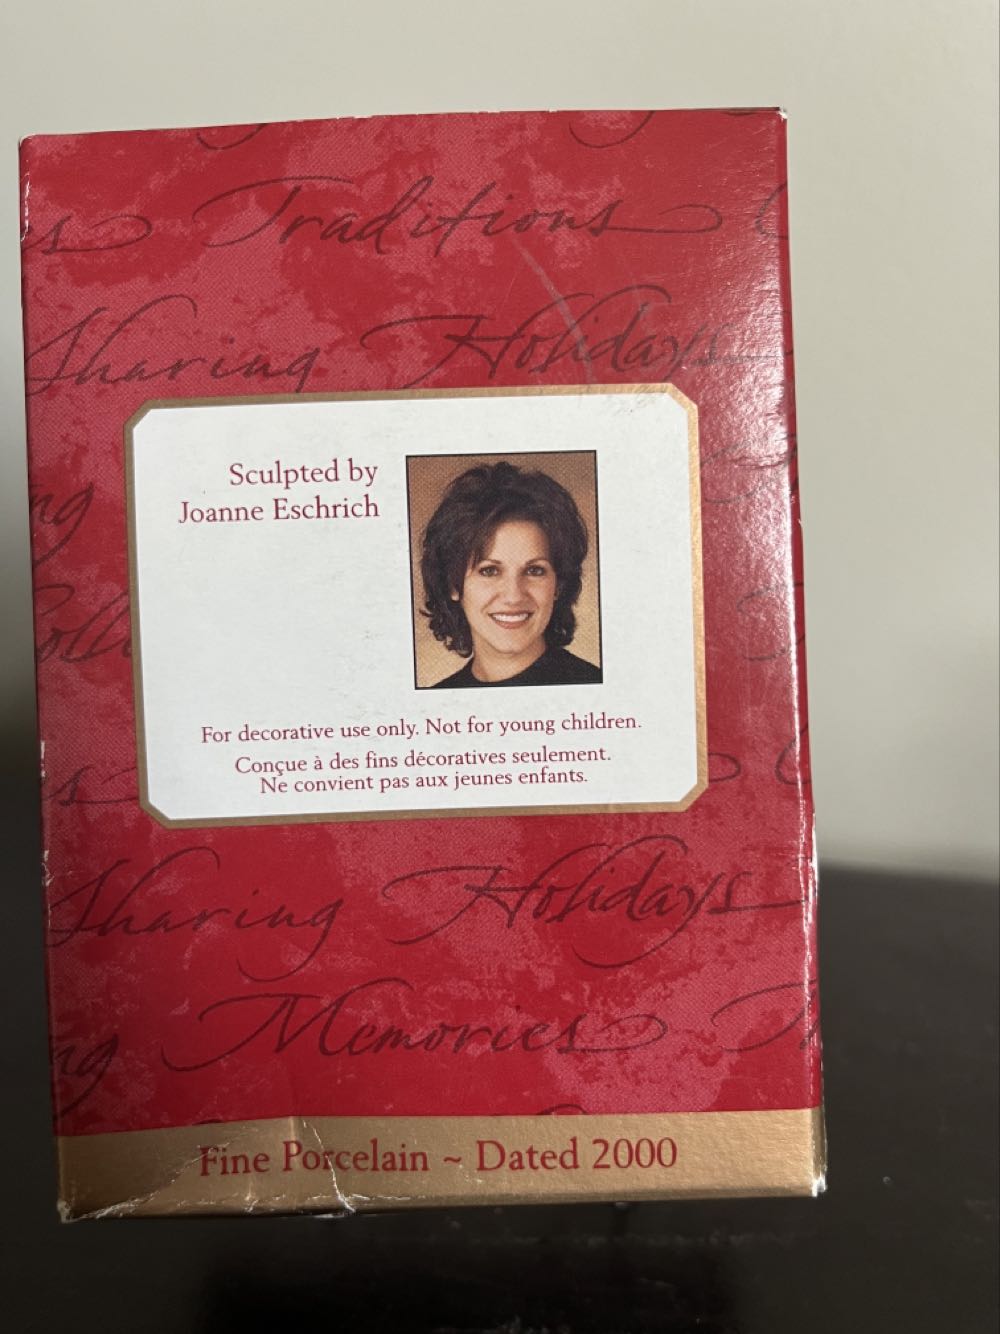 Traditions
Sharing Holidays
Sculpted by
Joanne Eschrich
For decorative use only. Not for young children.
Conçue à des fins décoratives seulement.
Ne convient pas aux jeunes enfants.
Sharing Holidays
Memories
Fine Porcelain ~ Dated 2000